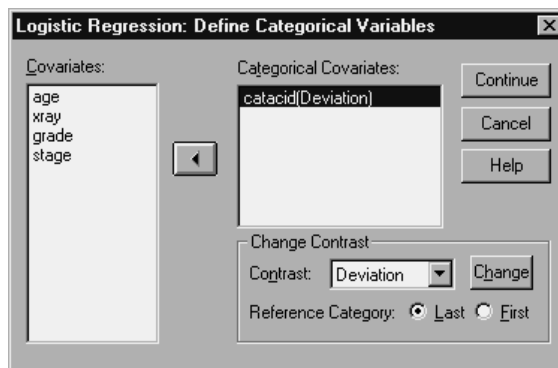 Logistic Regression: Define Categorical Variables
Covariates:
age
xray
grade
stage
Categorical Covariates:
catacid(Deviation)
Continue
Cancel
Help
Change Contrast
Contrast: Deviation Change
Reference Category: Last First